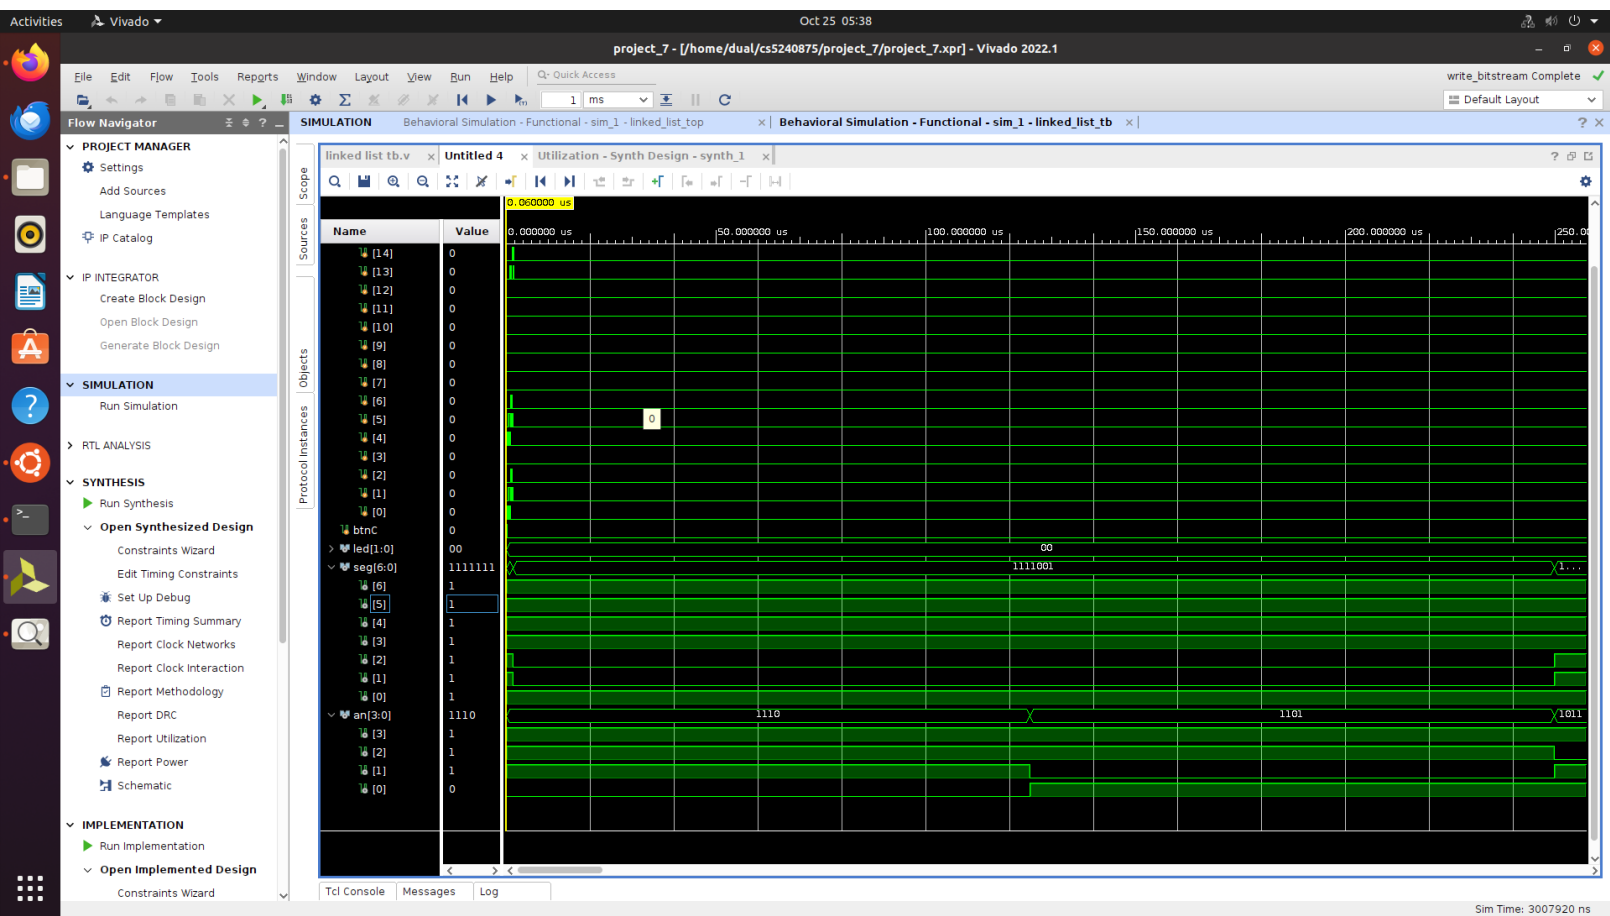 Activities
Vivado
Oct 25 05:38
project_7 - [/home/dual/cs5240875/project_7/project_7.xpr] - Vivado 2022.1
File Edit Flow Tools Reports Window Layout View Run Help
Q- Quick Access
write_bitstream Complete
1 ms
Default Layout
Flow Navigator
SIMULATION
Behavioral Simulation - Functional - sim_1 - linked_list_top
Behavioral Simulation - Functional - sim_1 - linked_list_tb
PROJECT MANAGER
Settings
Add Sources
Language Templates
IP Catalog
IP INTEGRATOR
Create Block Design
Open Block Design
Generate Block Design
SIMULATION
Run Simulation
RTL ANALYSIS
SYNTHESIS
Run Synthesis
Open Synthesized Design
Constraints Wizard
Edit Timing Constraints
Set Up Debug
Report Timing Summary
Report Clock Networks
Report Clock Interaction
Report Methodology
Report DRC
Report Utilization
Report Power
Schematic
IMPLEMENTATION
Run Implementation
Open Implemented Design
Constraints Wizard
Scope
Sources
Objects
Protocol Instances
linked list tb.v
Untitled 4
Utilization - Synth Design - synth_1
0.060000 us
Name Value
0.000000 us 50.000000 us 100.000000 us 150.000000 us 200.000000 us 250.0
[14] 0
[13] 0
[12] 0
[11] 0
[10] 0
[9] 0
[8] 0
[7] 0
[6] 0
[5] 0 0
[4] 0
[3] 0
[2] 0
[1] 0
[0] 0
btnC 0
led[1:0] 00 00
seg[6:0] 1111111 1111001 1...
[6] 1
[5] 1
[4] 1
[3] 1
[2] 1
[1] 1
[0] 1
an[3:0] 1110 1110 1101 1011
[3] 1
[2] 1
[1] 1
[0] 0
Tcl Console Messages Log
Sim Time: 3007920 ns